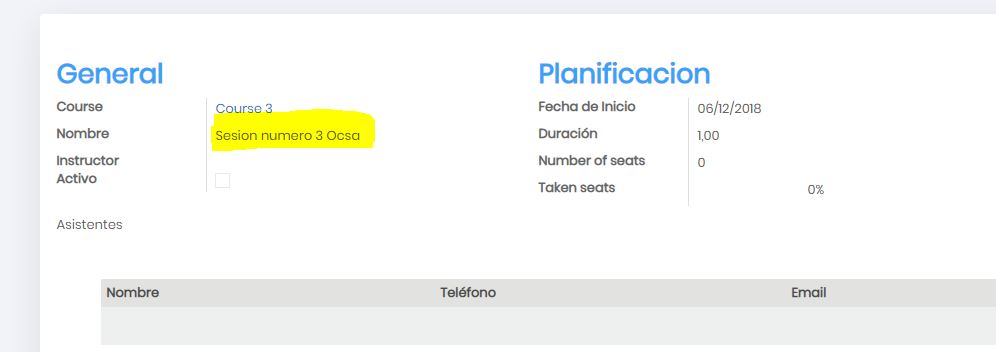 General
Course Course 3
Nombre Sesion numero 3 Ocsa
Instructor
Activo
Planificacion
Fecha de Inicio 06/12/2018
Duración 1,00
Number of seats 0
Taken seats 0%
Asistentes
Nombre Teléfono Email